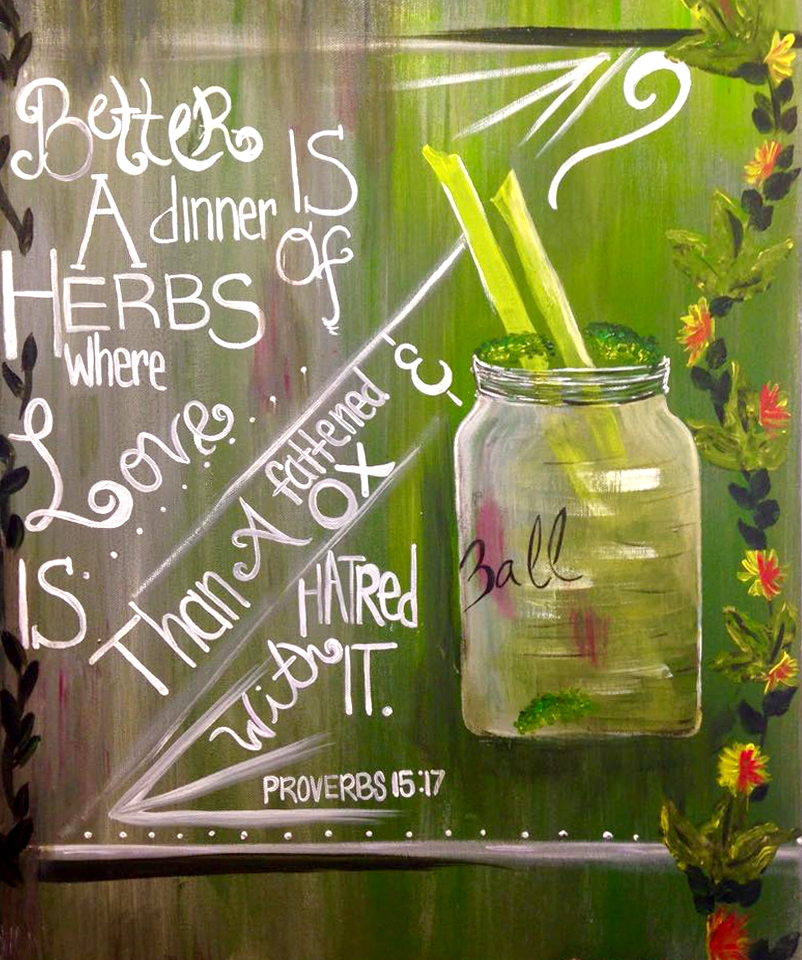 Better
IS
A dinner
of
HERBS
where
Love
IS
Than A fattened
OX
&
HATRed
With IT.
PROVERBS 15:17
Ball